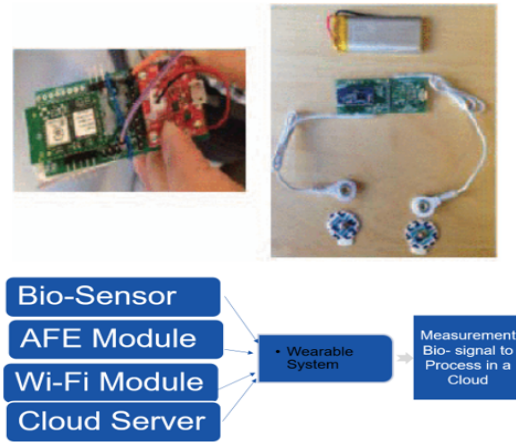 Bio-Sensor
AFE Module
Wi-Fi Module
Cloud Server
• Wearable
System
Measurement
Bio- signal to
Process in a
Cloud